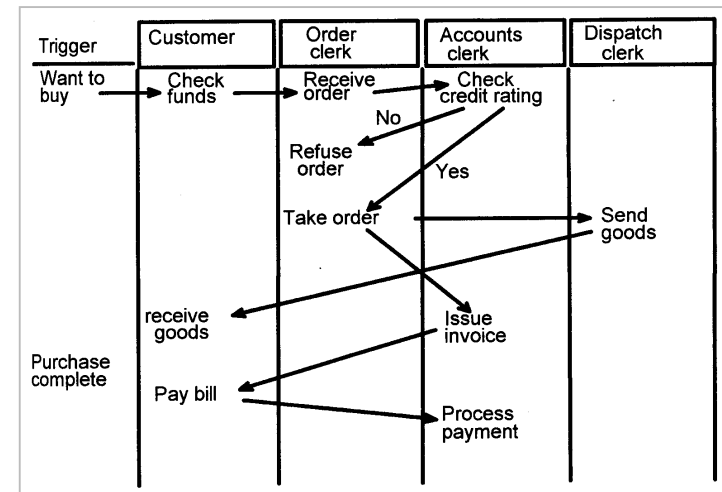 Trigger
Customer
Order
clerk
Accounts
clerk
Dispatch
clerk
Want to
buy
Check
funds
Receive
order
Check
credit rating
No
Refuse
order
Yes
Take order
Send
goods
receive
goods
Issue
invoice
Purchase
complete
Pay bill
Process
payment